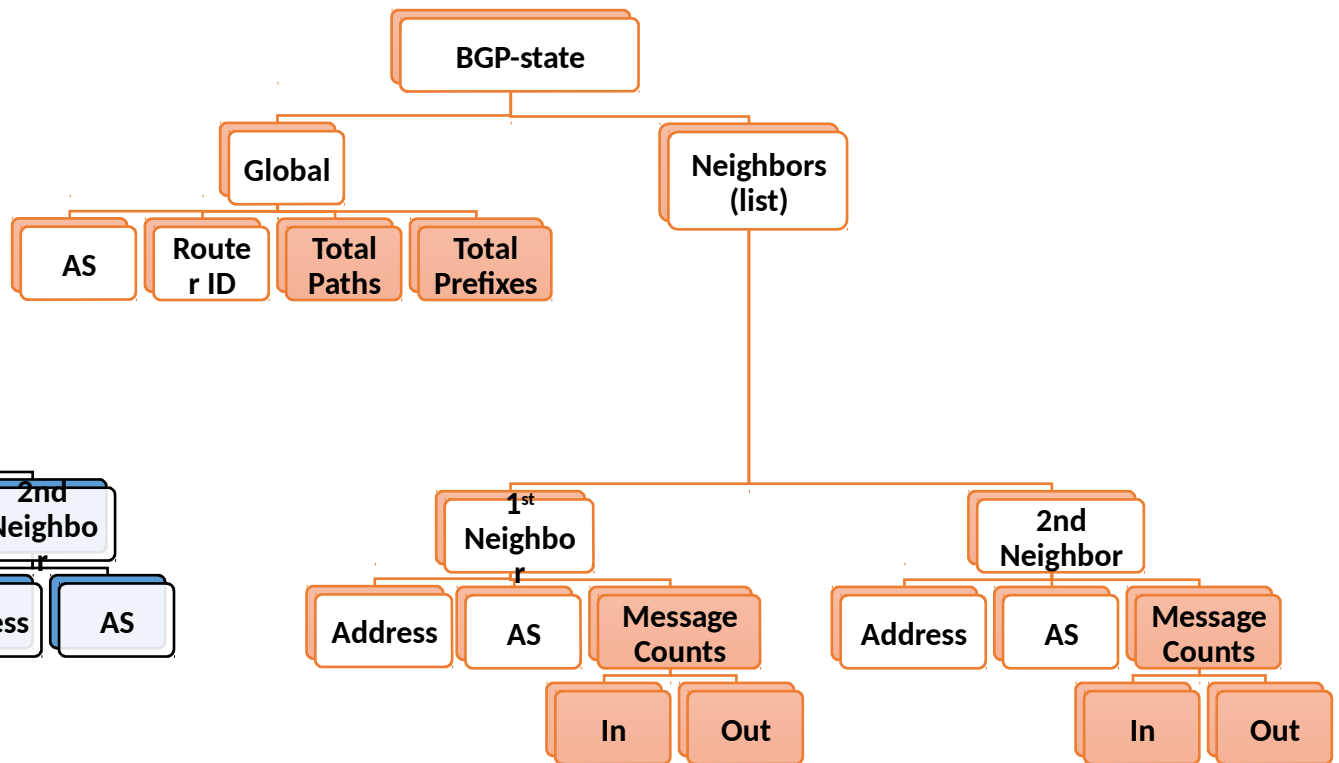 BGP-state
Global
Neighbors
(list)
AS
Route
r ID
Total
Paths
Total
Prefixes
2nd
Neighbo
r
ess
AS
1st
Neighbo
r
2nd
Neighbor
Address
AS
Message
Counts
Address
AS
Message
Counts
In
Out
In
Out